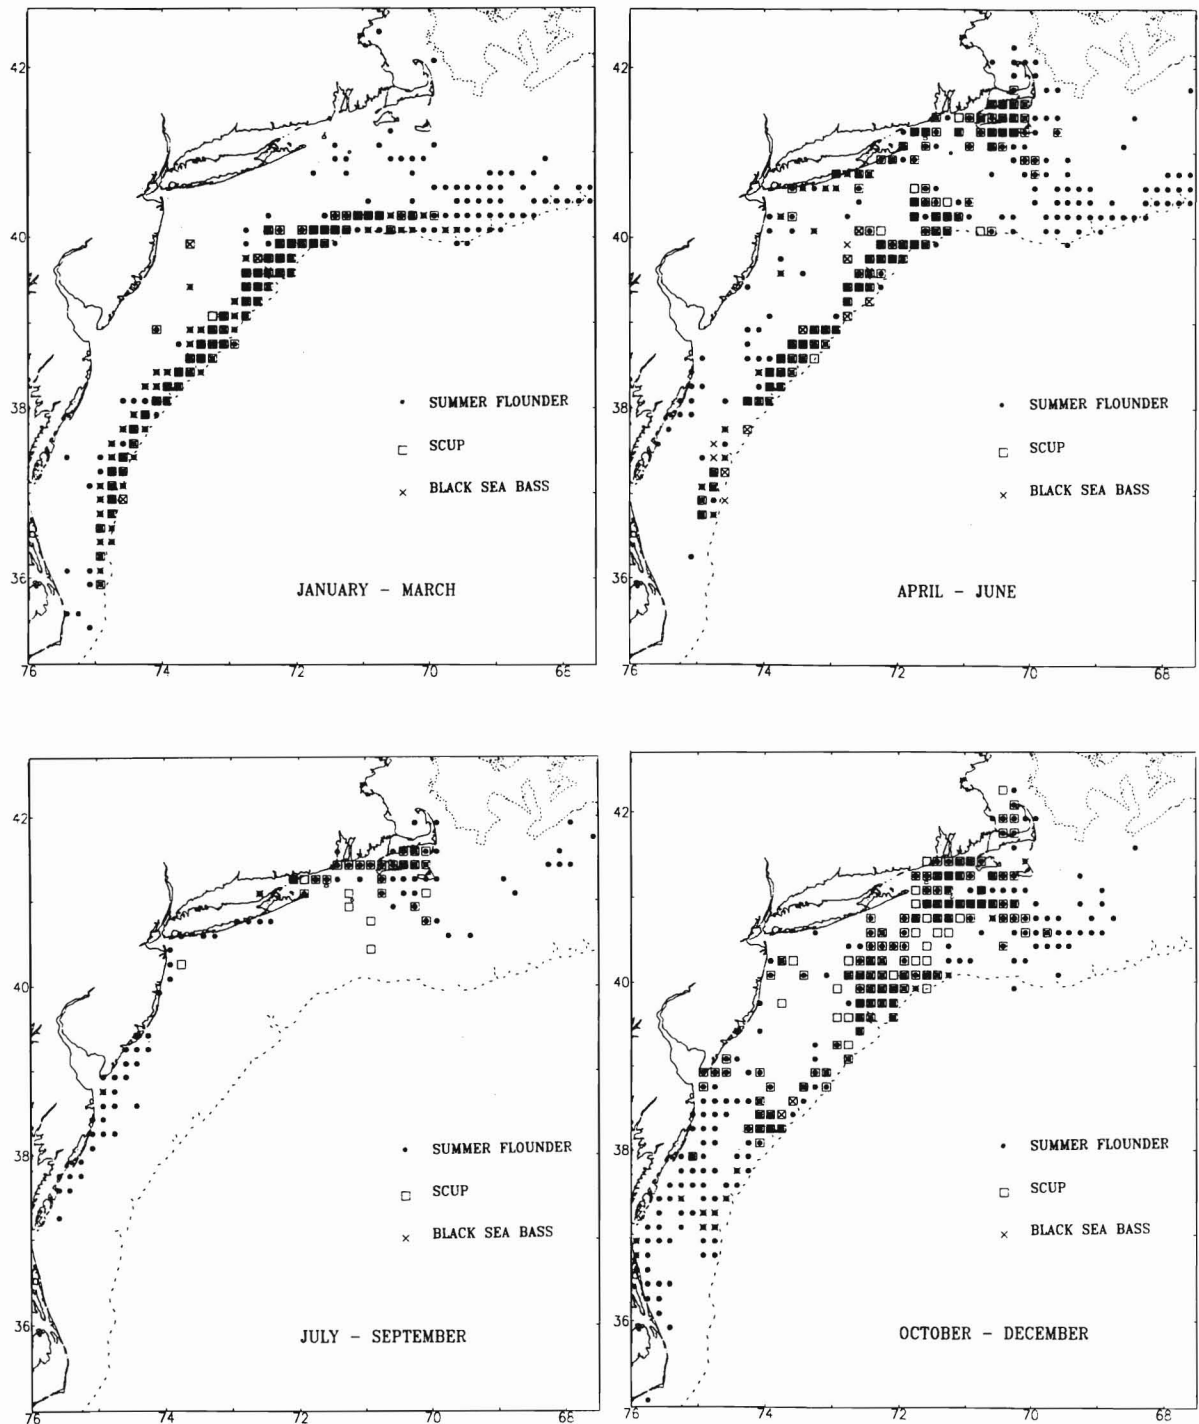 42
40
38
36
76
74
72
70
68
• SUMMER FLOUNDER
□ SCUP
× BLACK SEA BASS
JANUARY – MARCH
42
40
38
36
76
74
72
70
68
• SUMMER FLOUNDER
□ SCUP
× BLACK SEA BASS
APRIL – JUNE
42
40
38
36
76
74
72
70
68
• SUMMER FLOUNDER
□ SCUP
× BLACK SEA BASS
JULY – SEPTEMBER
42
40
38
36
76
74
72
70
68
• SUMMER FLOUNDER
□ SCUP
× BLACK SEA BASS
OCTOBER – DECEMBER